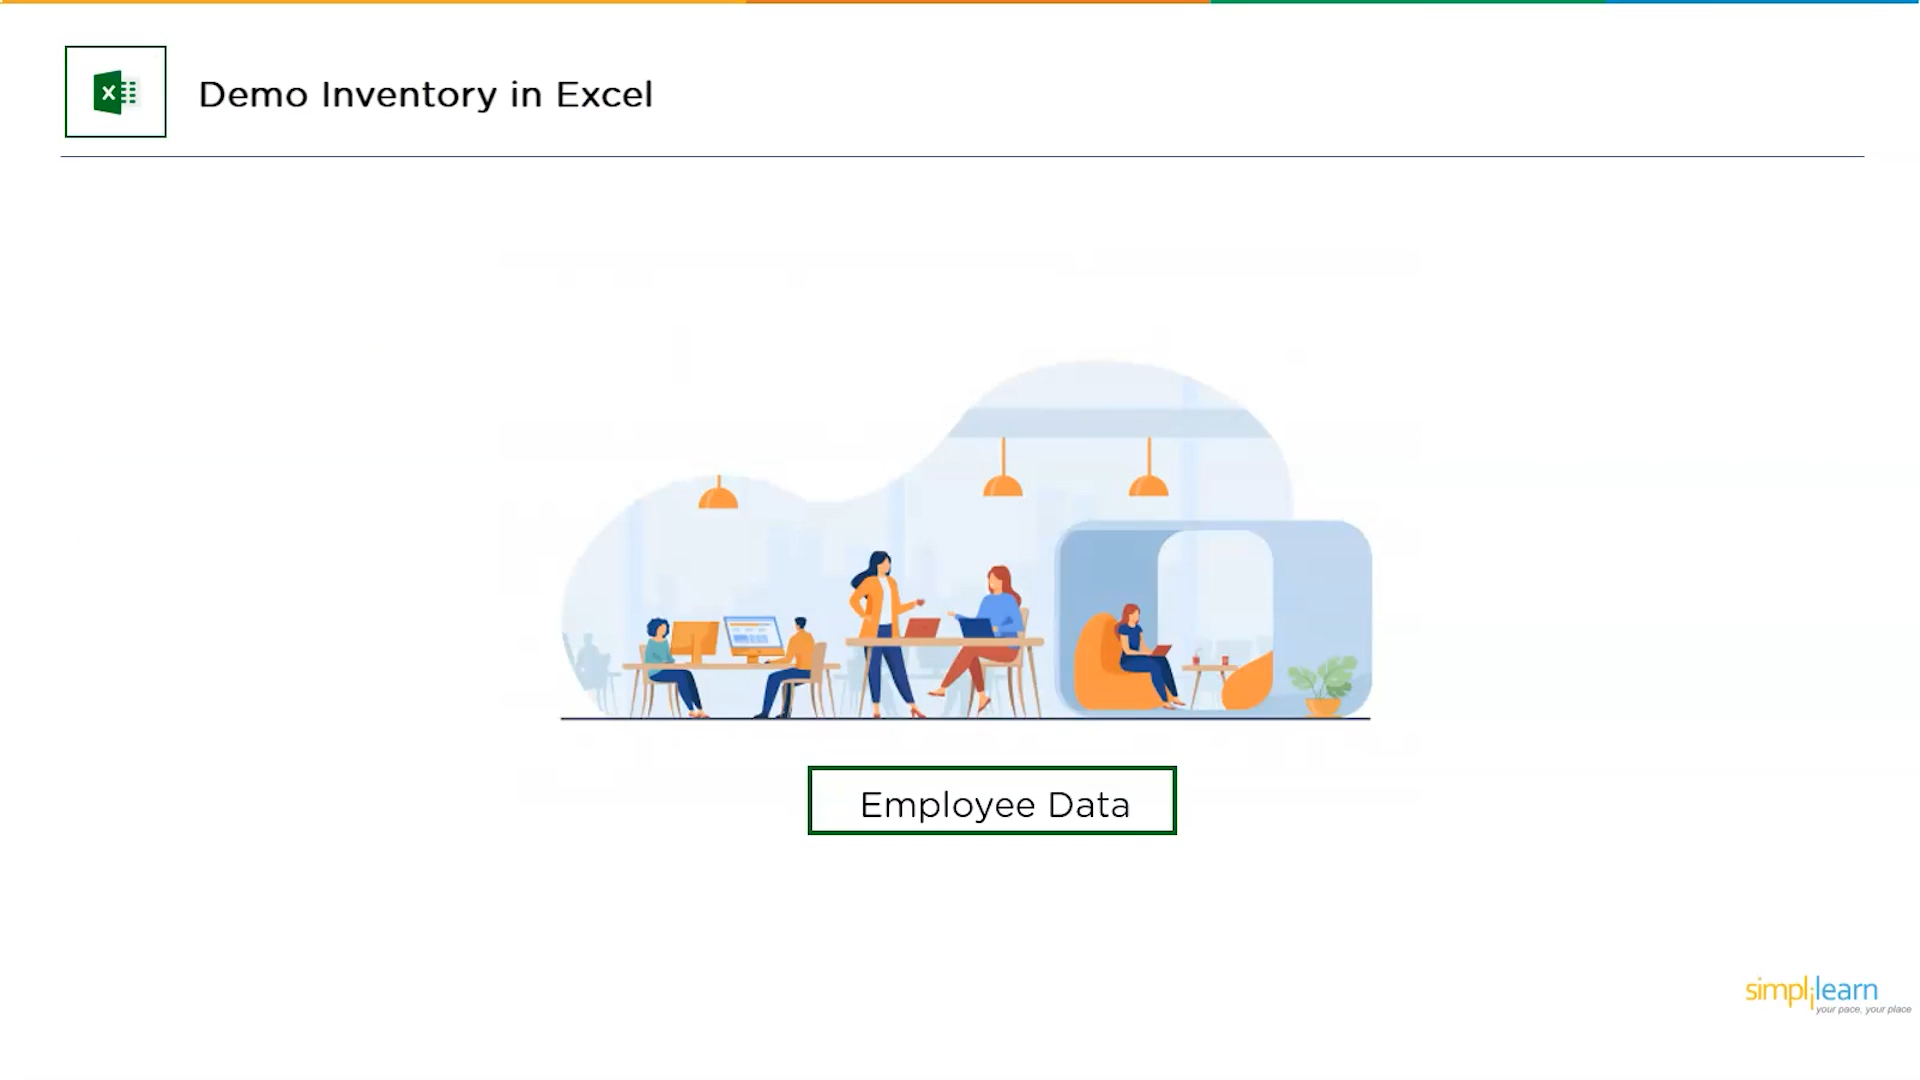 Demo Inventory in Excel
Employee Data
simplilearn
your pace, your place